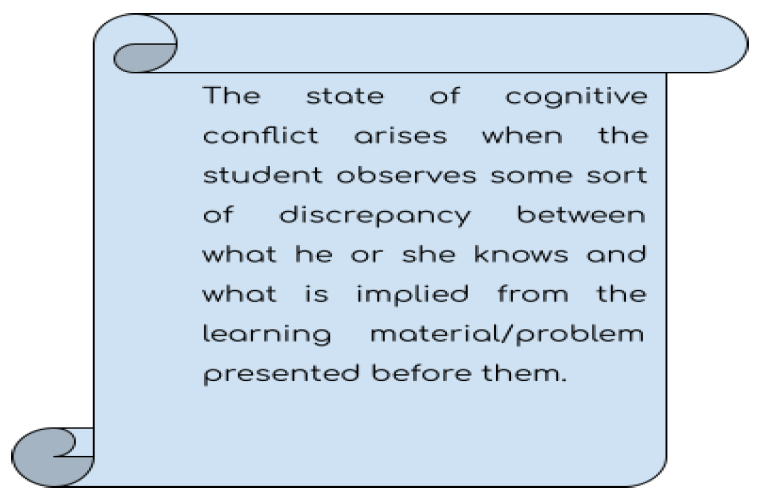 The state of cognitive
conflict arises when the
student observes some sort
of discrepancy between
what he or she knows and
what is implied from the
learning material/problem
presented before them.